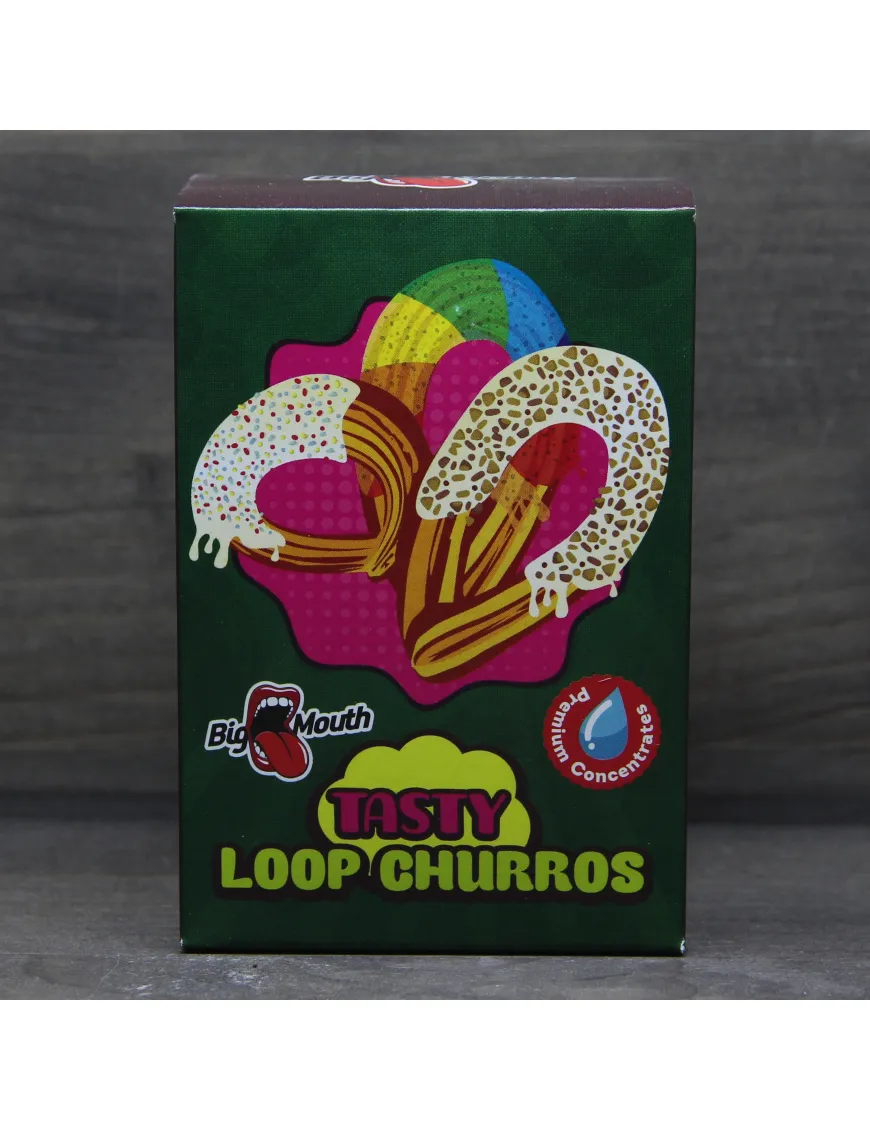 Big Mouth
Premium Concentrates
TASTY
LOOP CHURROS